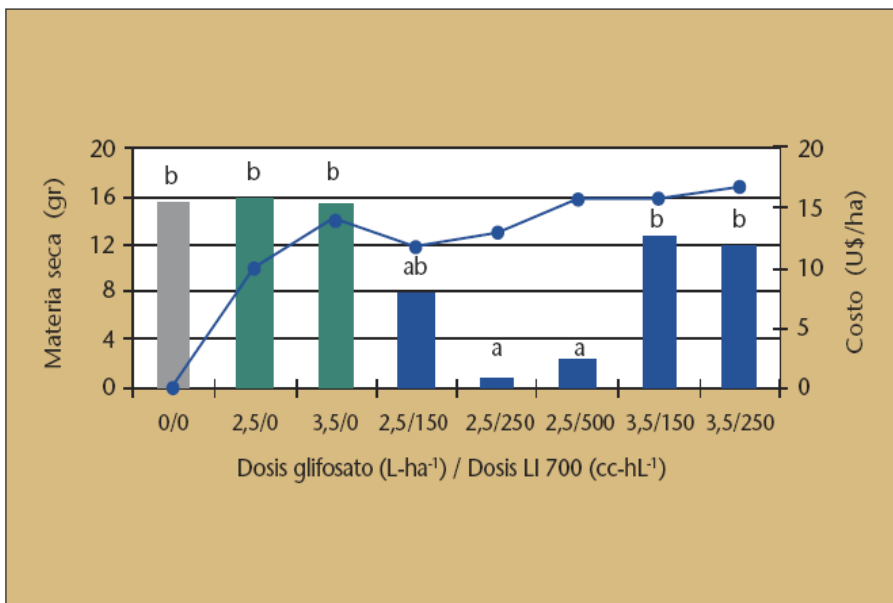 20
16
12
8
4
0
Materia seca (gr)
b
b
b
ab
a
a
b
b
20
15
10
5
0
Costo (U$/ha)
0/0 2,5/0 3,5/0 2,5/150 2,5/250 2,5/500 3,5/150 3,5/250
Dosis glifosato (L-ha⁻¹) / Dosis LI 700 (cc-hL⁻¹)